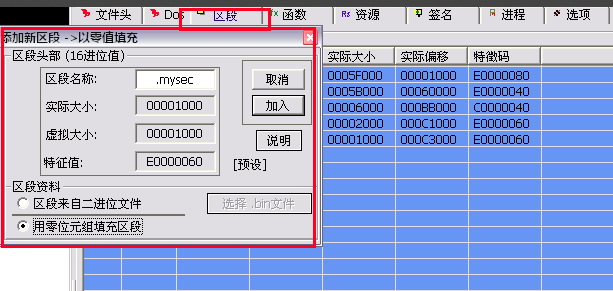 文件头 Dos 区段 函数 资源 签名 进程 选项
添加新区段 ->以零值填充
区段头部 (16进位值)
区段名称: .mysec
实际大小: 00001000
虚拟大小: 00001000
特征值: E0000060
取消
加入
说明
[预设]
区段资料
区段来自二进位文件
选择 .bin文件
用零位元组填充区段
实际大小 实际偏移 特徵码
0005F000 00001000 E0000080
0005B000 00060000 E0000040
00006000 000BB000 C0000040
00002000 000C1000 E0000060
00001000 000C3000 E0000060